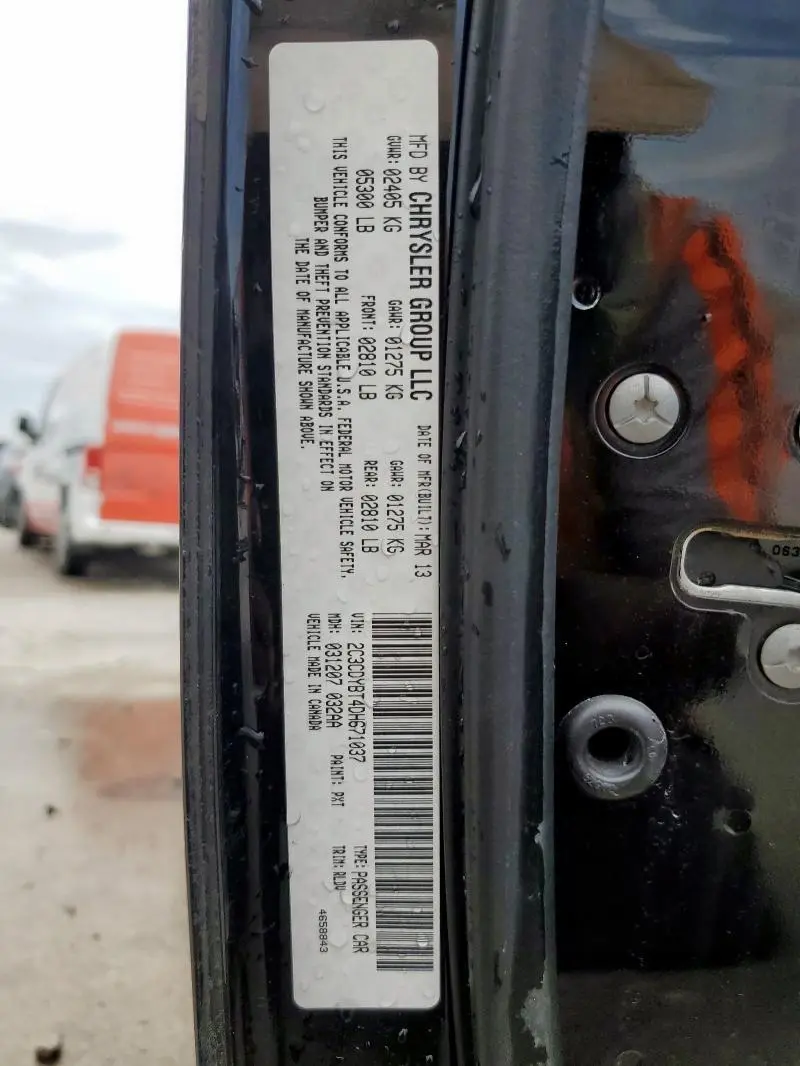 MFD BY CHRYSLER GROUP LLC
DATE OF MFR(BUILT): MAR 13
GVWR: 02405 KG
GAWR: 01275 KG
GAWR: 01275 KG
05300 LB
FRONT: 02810 LB
REAR: 02810 LB
THIS VEHICLE CONFORMS TO ALL APPLICABLE U.S.A. FEDERAL MOTOR VEHICLE SAFETY,
BUMPER AND THEFT PREVENTION STANDARDS IN EFFECT ON
THE DATE OF MANUFACTURE SHOWN ABOVE.
VIN: 2C3CDYBT4DH671037
TYPE: PASSENGER CAR
MDH: 031207 032AA
PAINT: PXT
TRIM: RLDV
VEHICLE MADE IN CANADA
4658843
063